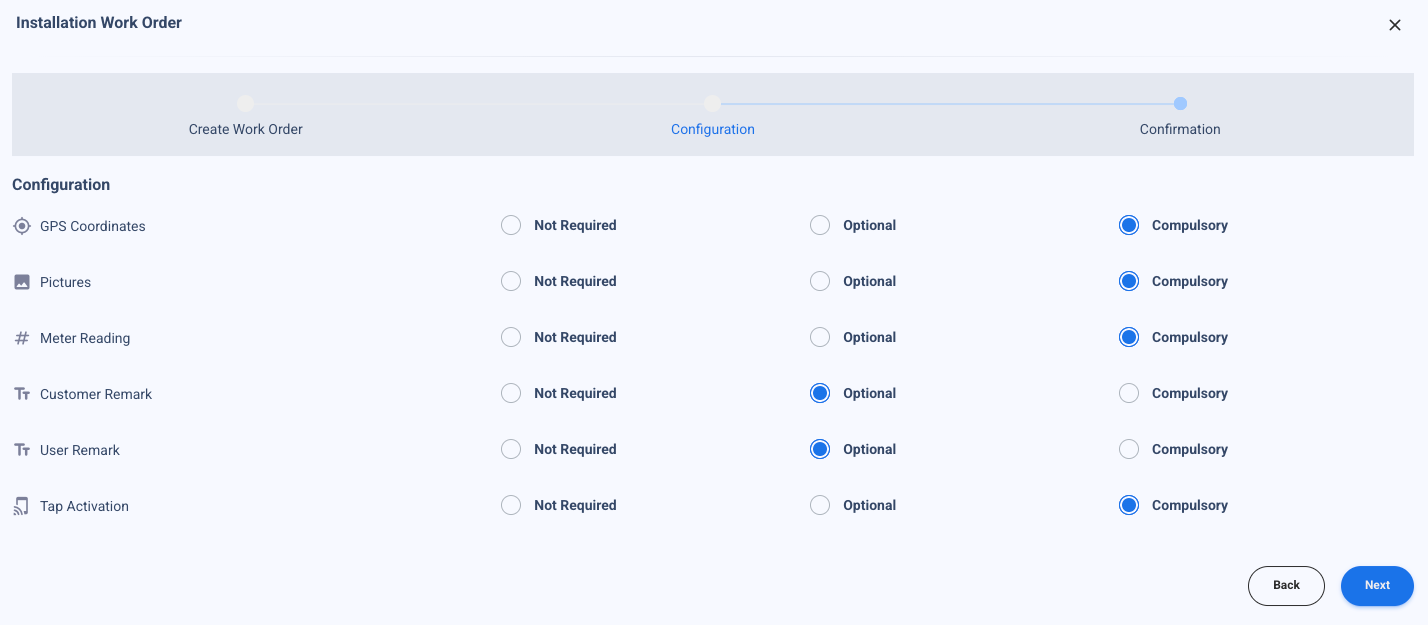 Installation Work Order
Create Work Order
Configuration
Confirmation
Configuration
GPS Coordinates Not Required Optional Compulsory
Pictures Not Required Optional Compulsory
Meter Reading Not Required Optional Compulsory
Customer Remark Not Required Optional Compulsory
User Remark Not Required Optional Compulsory
Tap Activation Not Required Optional Compulsory
Back
Next